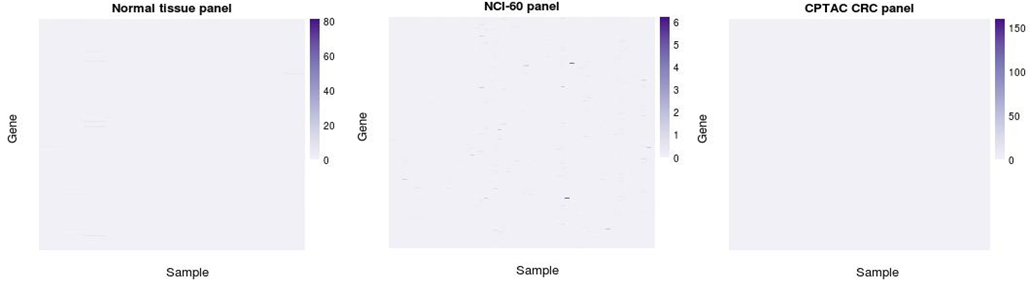 Normal tissue panel
Gene
80
60
40
20
0
Sample
NCI-60 panel
Gene
6
5
4
3
2
1
0
Sample
CPTAC CRC panel
Gene
150
100
50
0
Sample